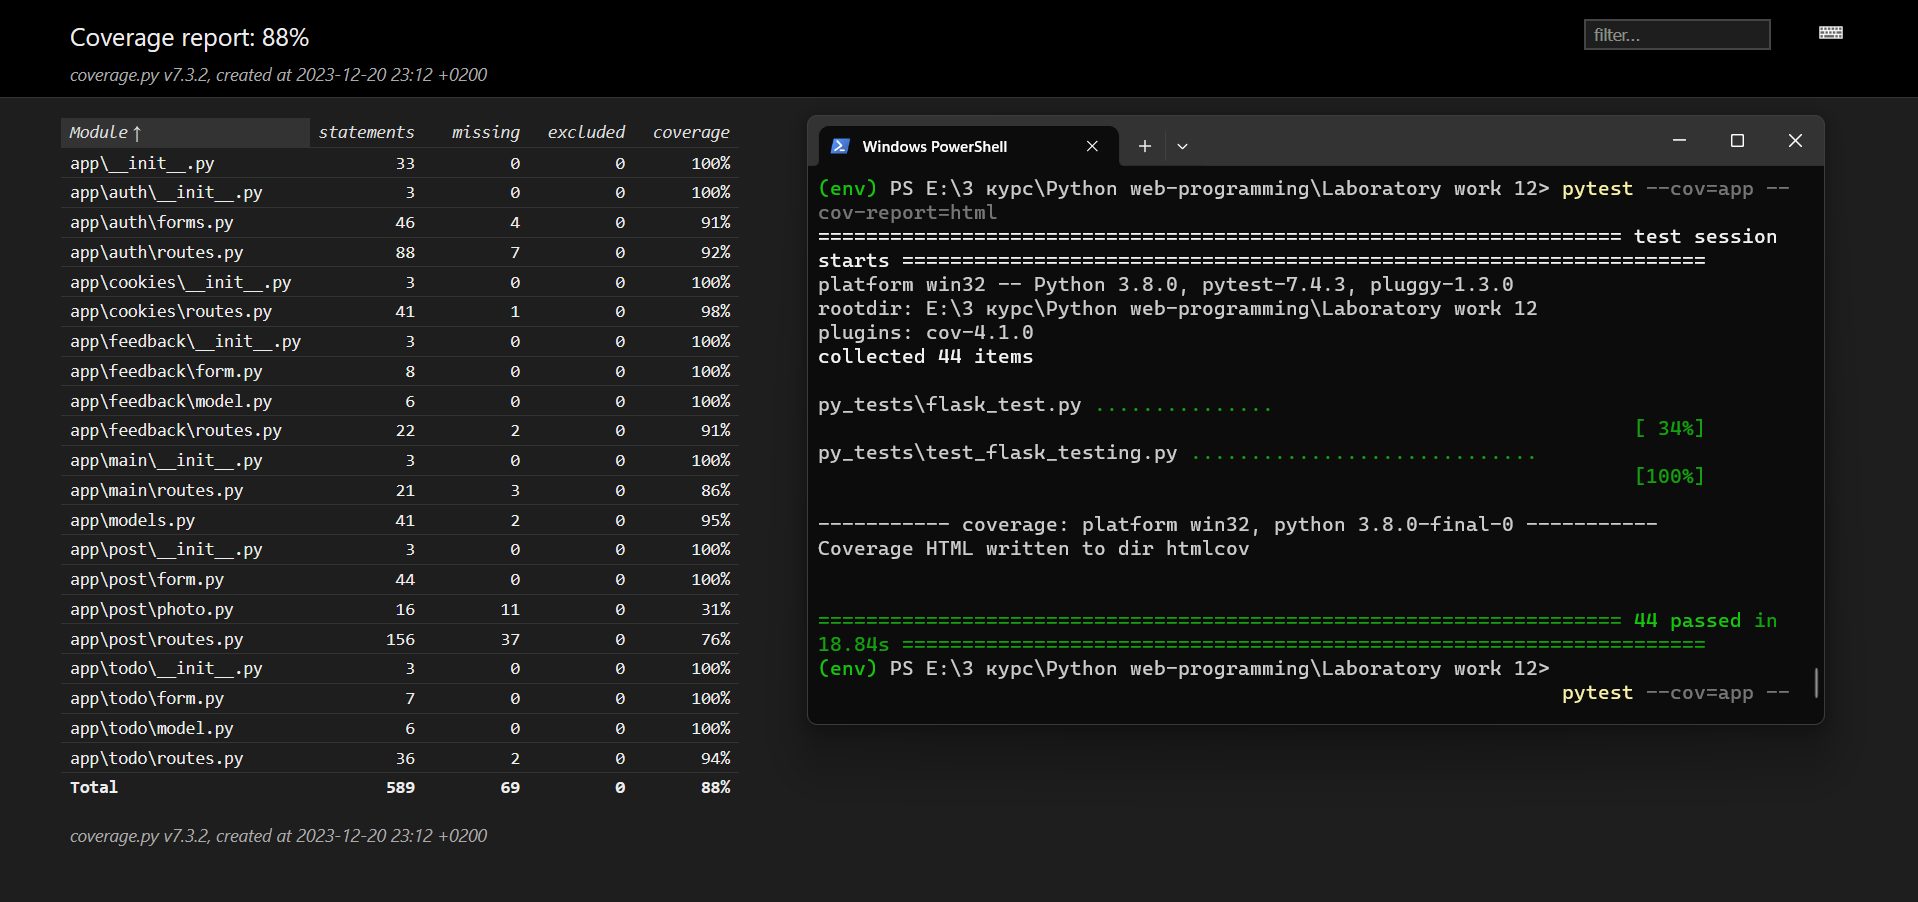 Coverage report: 88%
filter...
coverage.py v7.3.2, created at 2023-12-20 23:12 +0200
Module↑ statements missing excluded coverage
app\__init__.py 33 0 0 100%
app\auth\__init__.py 3 0 0 100%
app\auth\forms.py 46 4 0 91%
app\auth\routes.py 88 7 0 92%
app\cookies\__init__.py 3 0 0 100%
app\cookies\routes.py 41 1 0 98%
app\feedback\__init__.py 3 0 0 100%
app\feedback\form.py 8 0 0 100%
app\feedback\model.py 6 0 0 100%
app\feedback\routes.py 22 2 0 91%
app\main\__init__.py 3 0 0 100%
app\main\routes.py 21 3 0 86%
app\models.py 41 2 0 95%
app\post\__init__.py 3 0 0 100%
app\post\form.py 44 0 0 100%
app\post\photo.py 16 11 0 31%
app\post\routes.py 156 37 0 76%
app\todo\__init__.py 3 0 0 100%
app\todo\form.py 7 0 0 100%
app\todo\model.py 6 0 0 100%
app\todo\routes.py 36 2 0 94%
Total 589 69 0 88%
coverage.py v7.3.2, created at 2023-12-20 23:12 +0200
Windows PowerShell
(env) PS E:\3 курс\Python web-programming\Laboratory work 12> pytest --cov=app --
cov-report=html
=================================================================== test session
starts ===================================================================
platform win32 -- Python 3.8.0, pytest-7.4.3, pluggy-1.3.0
rootdir: E:\3 курс\Python web-programming\Laboratory work 12
plugins: cov-4.1.0
collected 44 items
py_tests\flask_test.py ...............
[ 34%]
py_tests\test_flask_testing.py .............................
[100%]
----------- coverage: platform win32, python 3.8.0-final-0 -----------
Coverage HTML written to dir htmlcov
=================================================================== 44 passed in
18.84s ===================================================================
(env) PS E:\3 курс\Python web-programming\Laboratory work 12>
pytest --cov=app --